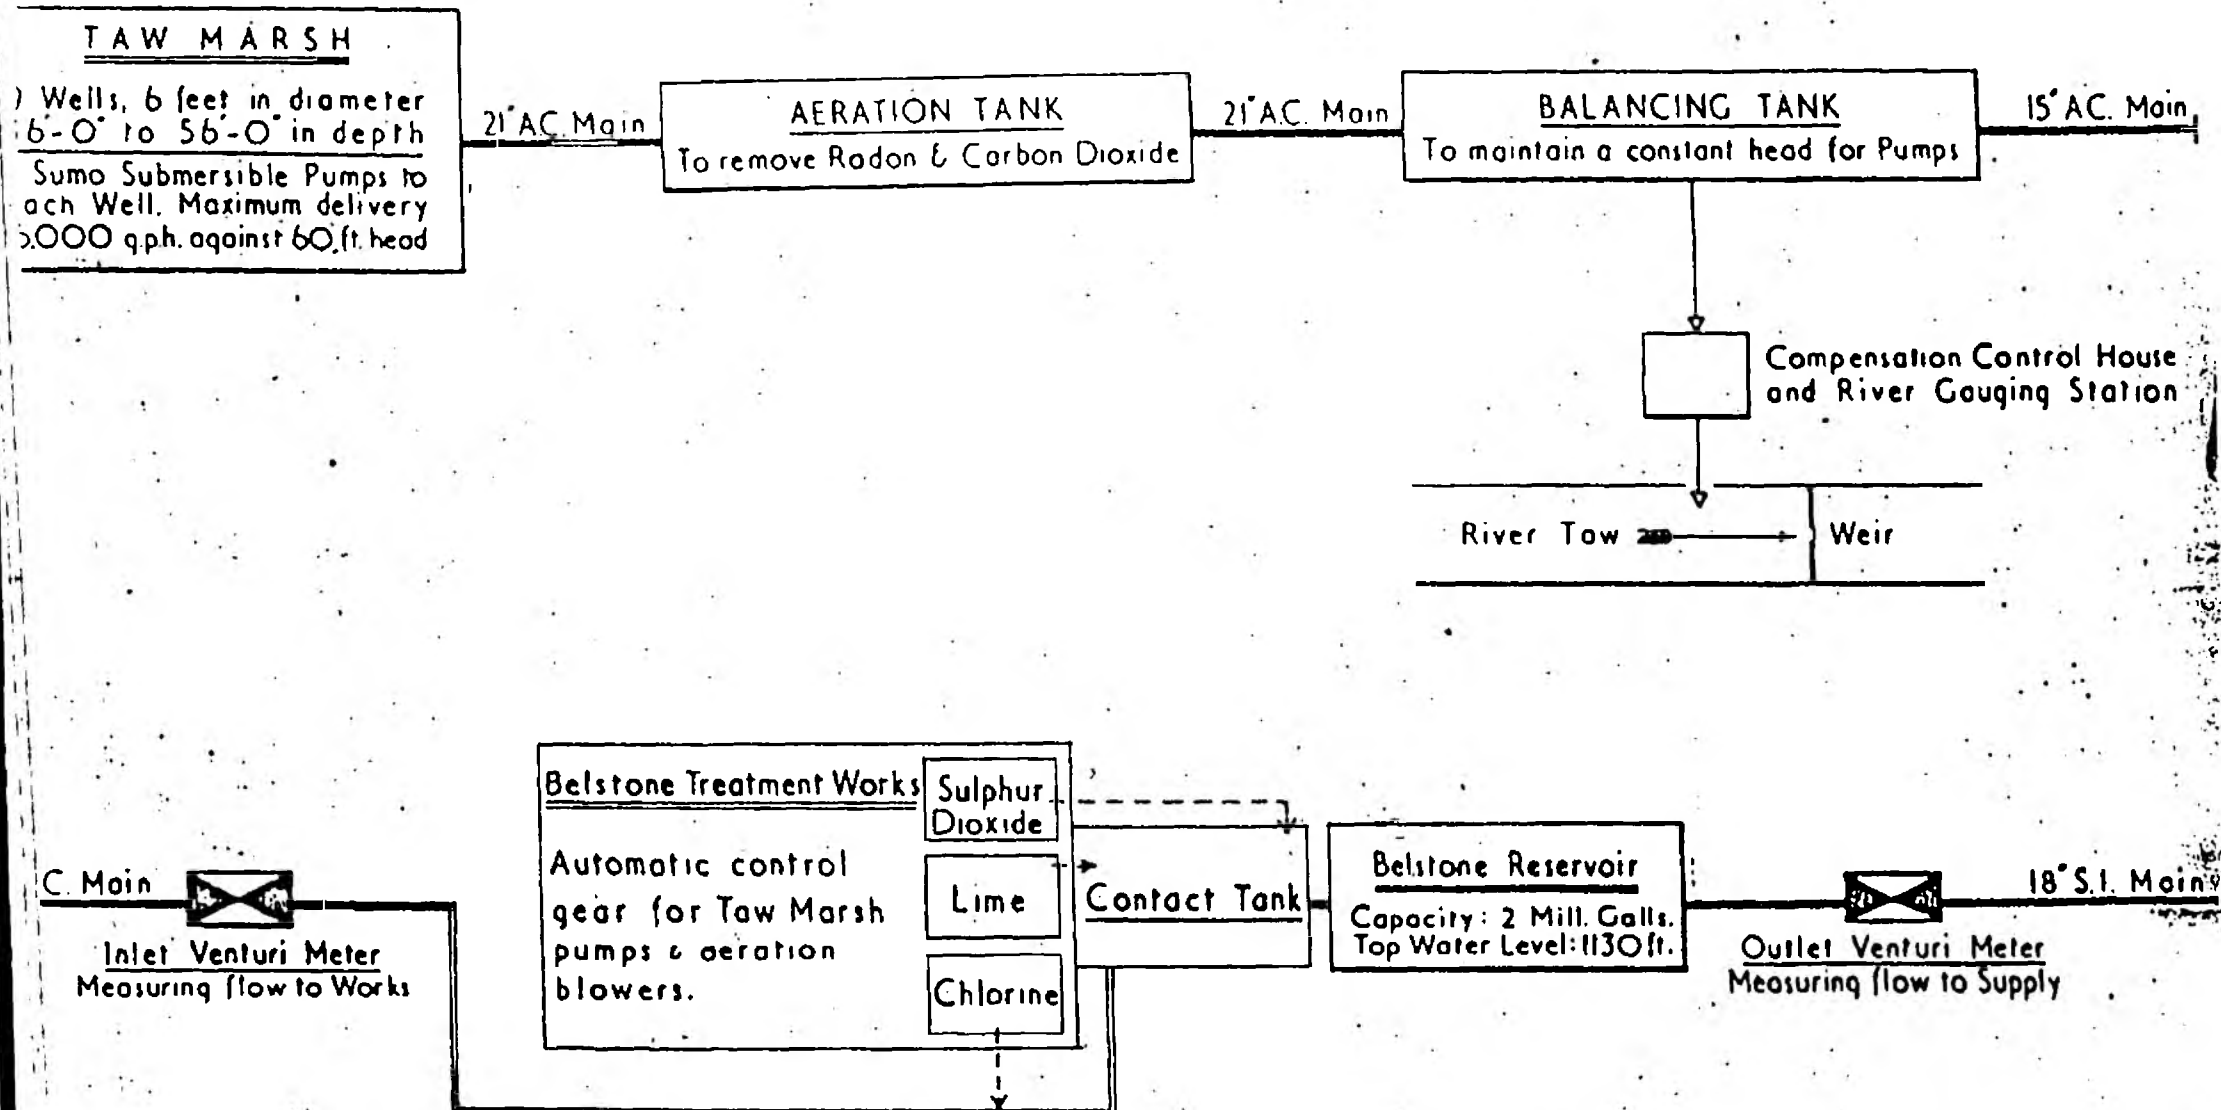 TAW MARSH
Wells, 6 feet in diameter
6'-0" to 56'-0" in depth
Sumo Submersible Pumps to
ach Well. Maximum delivery
000 g.p.h. against 60 ft. head
21" A.C. Main
AERATION TANK
To remove Radon & Carbon Dioxide
21" A.C. Main
BALANCING TANK
To maintain a constant head for Pumps
15" A.C. Main
Compensation Control House
and River Gauging Station
River Taw
Weir
C. Main
Inlet Venturi Meter
Measuring flow to Works
Belstone Treatment Works
Automatic control
gear for Taw Marsh
pumps & aeration
blowers.
Sulphur
Dioxide
Lime
Chlorine
Contact Tank
Belstone Reservoir
Capacity: 2 Mill. Galls.
Top Water Level: 1130 ft.
Outlet Venturi Meter
Measuring flow to Supply
18" S.I. Main